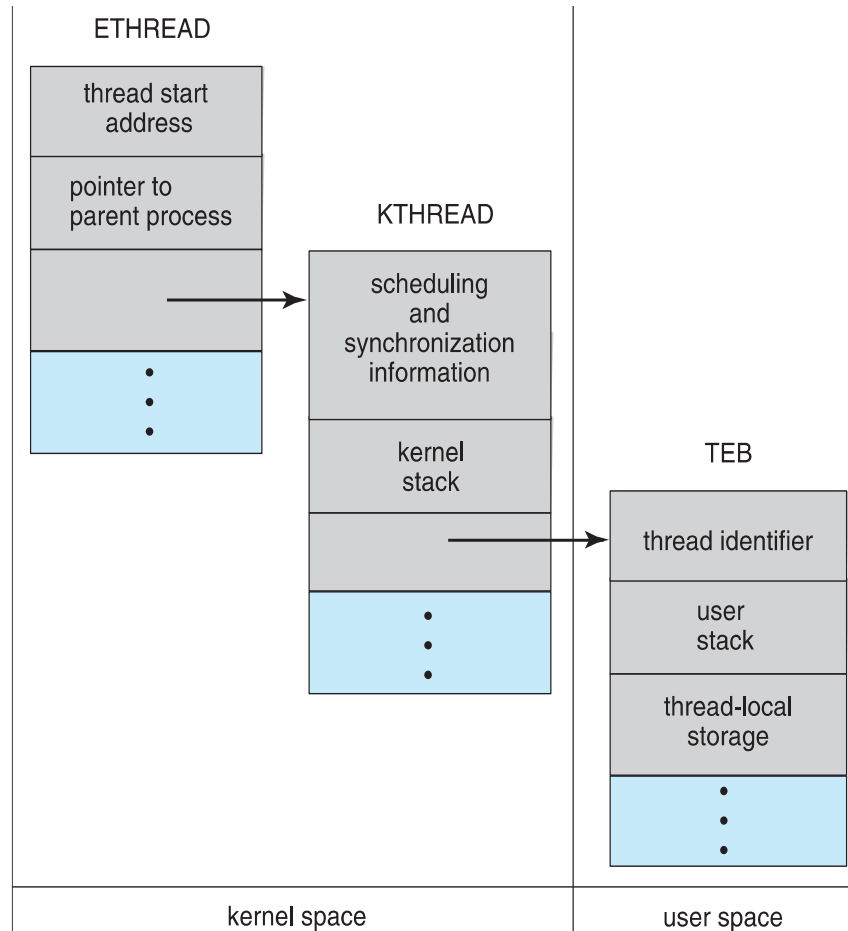 ETHREAD
thread start
address
pointer to
parent process
KTHREAD
scheduling
and
synchronization
information
kernel
stack
TEB
thread identifier
user
stack
thread-local
storage
kernel space
user space